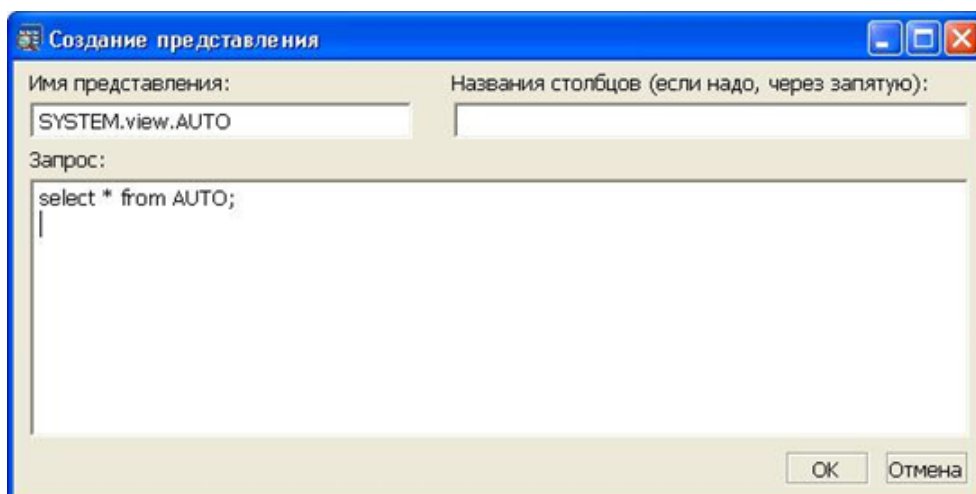 Создание представления
Имя представления:
Названия столбцов (если надо, через запятую):
SYSTEM.view.AUTO
Запрос:
select * from AUTO;
OK
Отмена